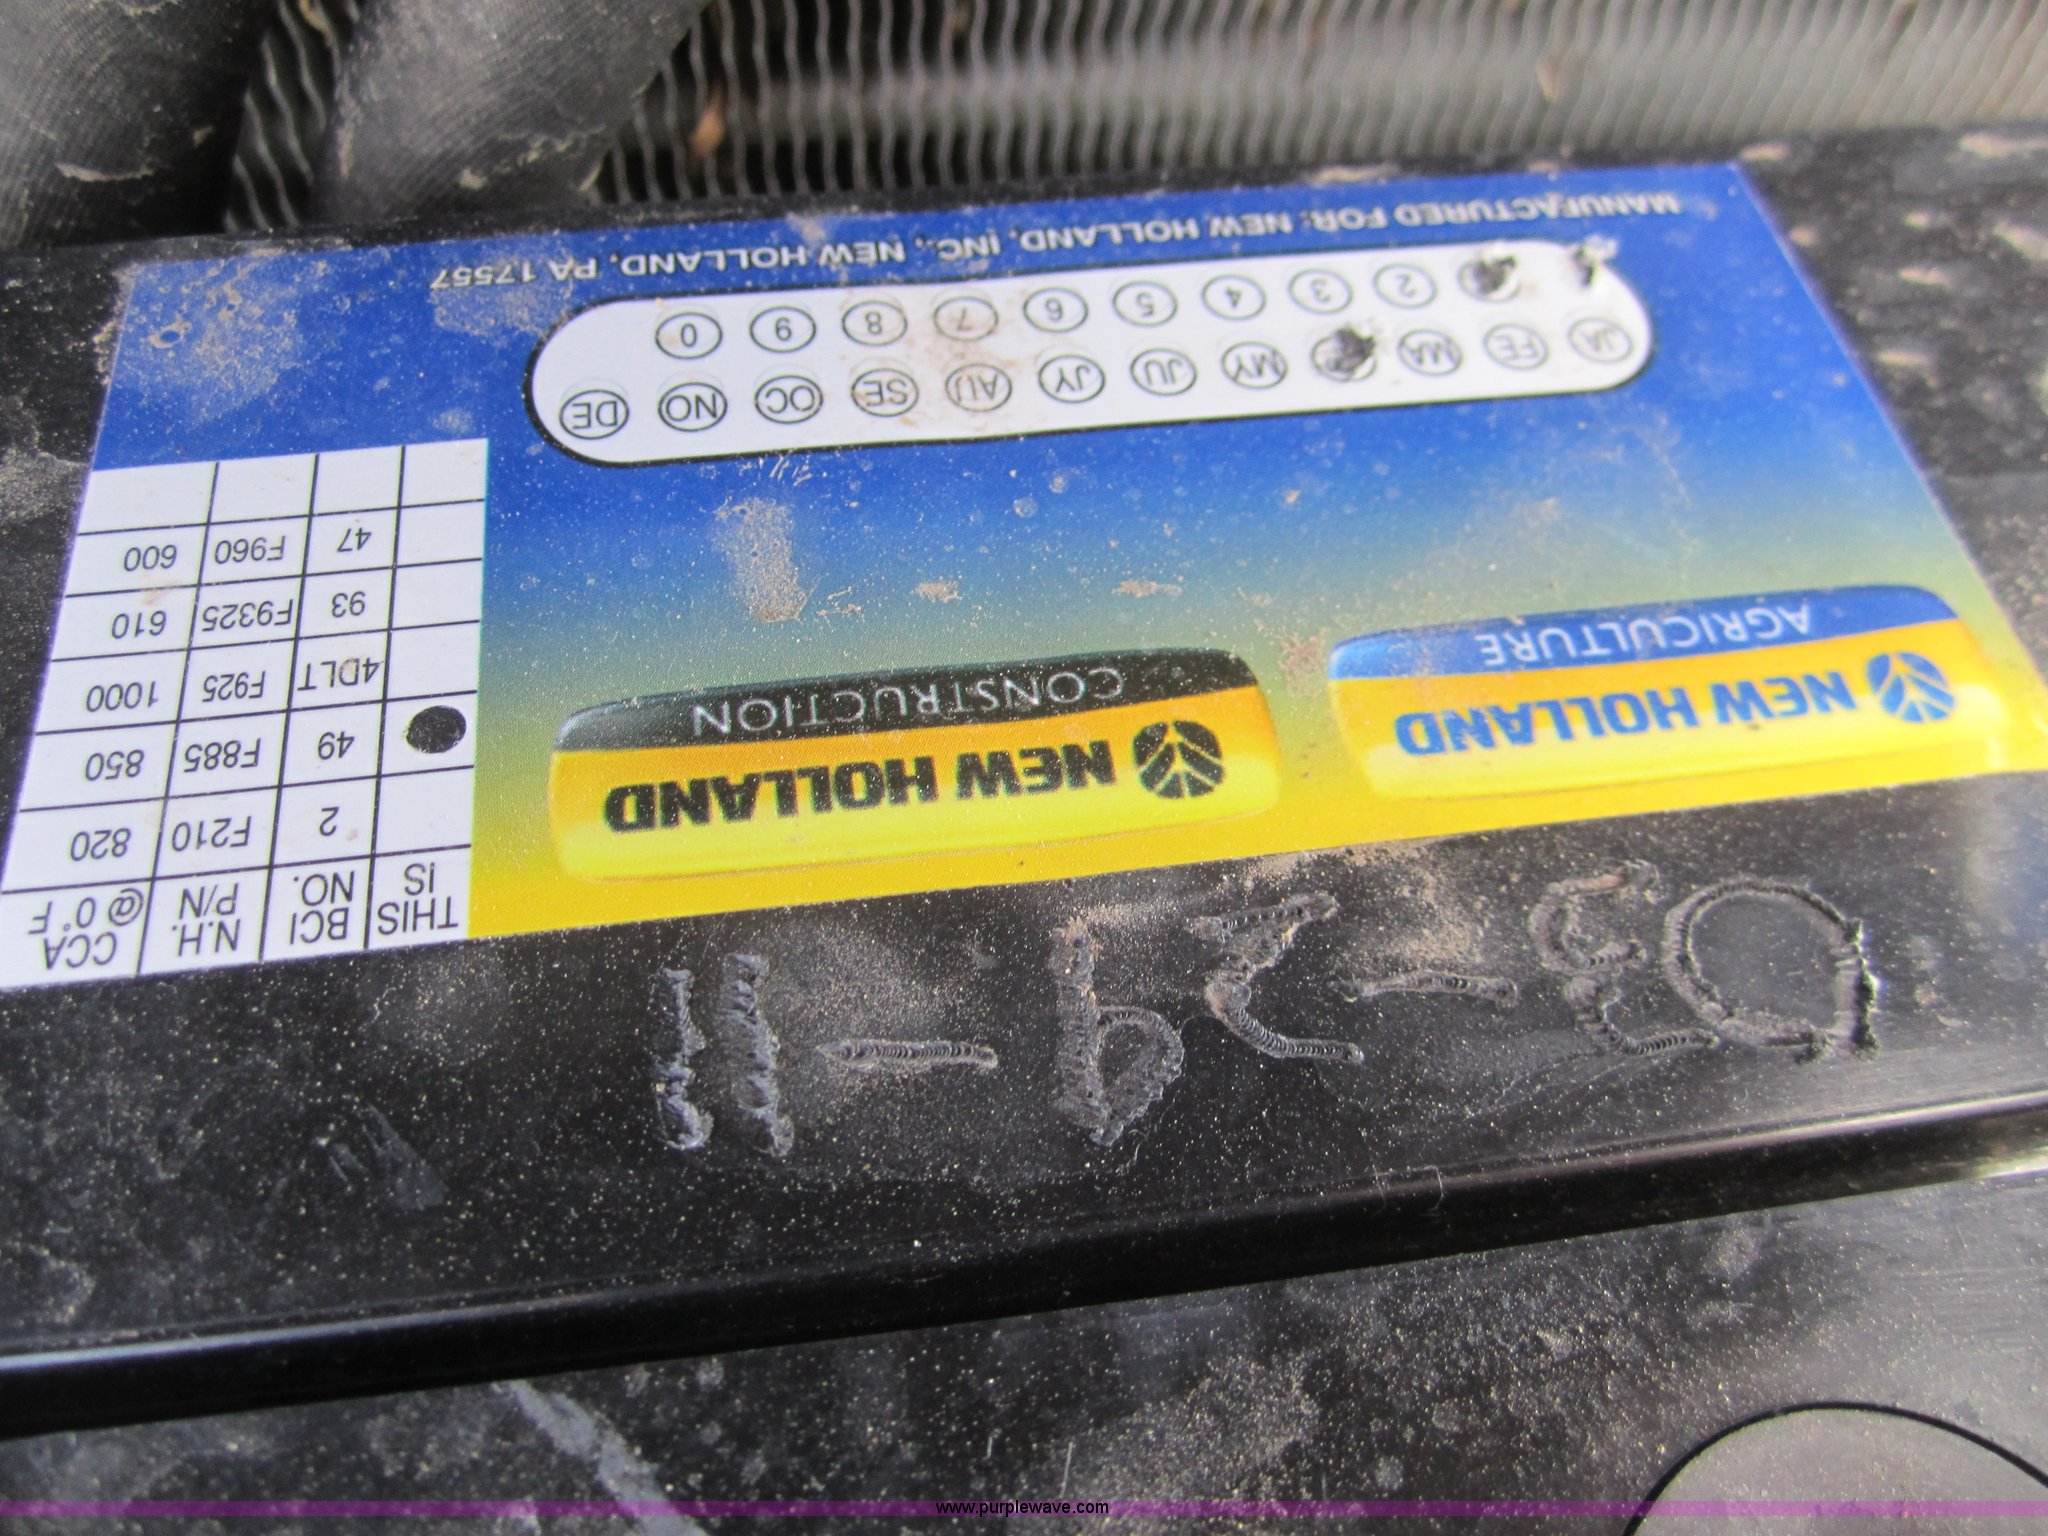 03-29-11
NEW HOLLAND
AGRICULTURE
NEW HOLLAND
CONSTRUCTION
THIS IS BCI NO. N.H. P/N CCA @ 0°F
2 F210 820
49 F885 850
4DLT F925 1000
93 F9325 610
47 F960 600
JA FE MA MY JU JY AU SE OC NO DE
2 3 4 5 6 7 8 9 0
MANUFACTURED FOR: NEW HOLLAND, INC., NEW HOLLAND, PA 17557
www.purplewave.com